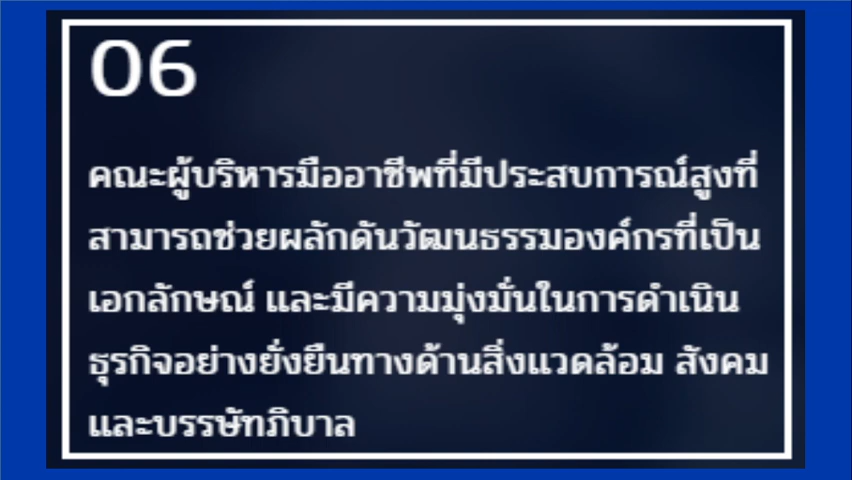 06
คณะผู้บริหารมืออาชีพที่มีประสบการณ์สูงที่
สามารถช่วยผลักดันวัฒนธรรมองค์กรที่เป็น
เอกลักษณ์ และมีความมุ่งมั่นในการดำเนิน
ธุรกิจอย่างยั่งยืนทางด้านสิ่งแวดล้อม สังคม
และบรรษัทภิบาล